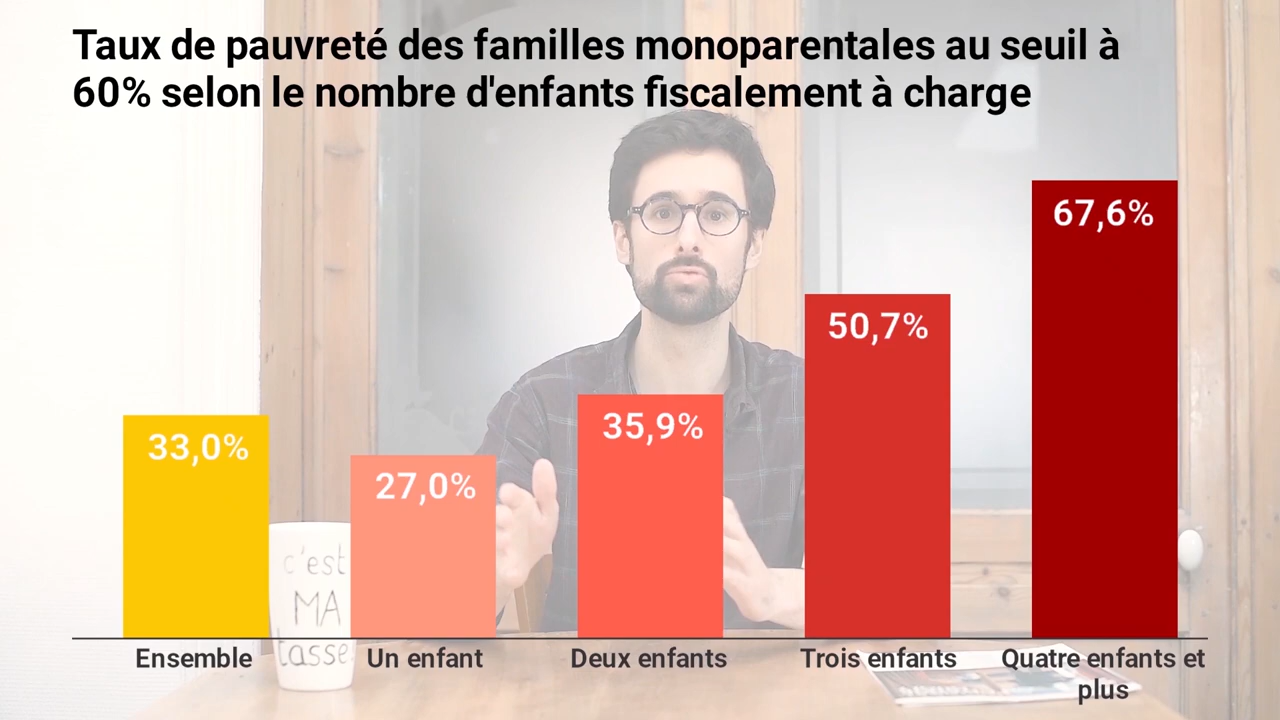 Taux de pauvreté des familles monoparentales au seuil à
60% selon le nombre d'enfants fiscalement à charge
33,0%
27,0%
35,9%
50,7%
67,6%
c'est
MA
tasse
Ensemble
Un enfant
Deux enfants
Trois enfants
Quatre enfants et
plus